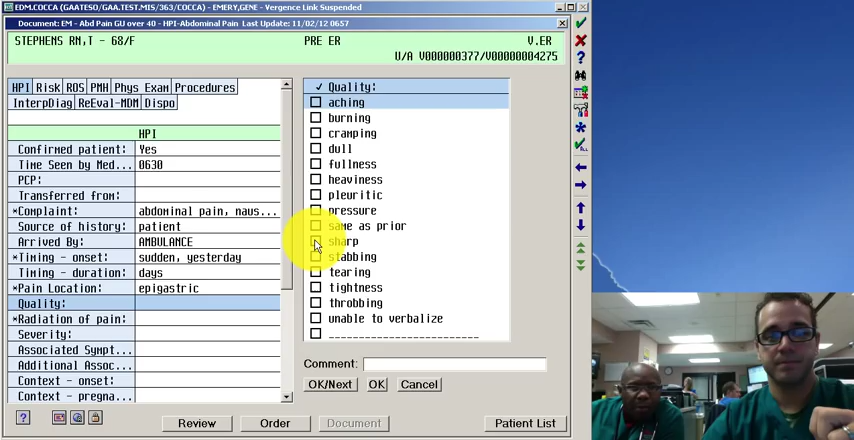 EDM.COCCA (GAATESO/GAA.TEST.MIS/363/COCCA) - EMERY,GENE - Vergence Link Suspended
Document: EM - Abd Pain GU over 40 - HPI-Abdominal Pain Last Update: 11/02/12 0657
STEPHENS RN,T - 68/F PRE ER V.ER
U/A V000000377/V00000004275
HPI Risk ROS PMH Phys Exam Procedures
InterpDiag ReEval-MDM Dispo
HPI
Confirmed patient: Yes
Time Seen by Med... 0630
PCP:
Transferred from:
*Complaint: abdominal pain, naus...
Source of history: patient
Arrived By: AMBULANCE
*Timing - onset: sudden, yesterday
Timing - duration: days
*Pain Location: epigastric
Quality:
*Radiation of pain:
Severity:
Associated Sympt...
Additional Assoc...
Context - onset:
Context - pregna...
✓ Quality:
aching
burning
cramping
dull
fullness
heaviness
pleuritic
pressure
same as prior
sharp
stabbing
tearing
tightness
throbbing
unable to verbalize
Comment:
OK/Next OK Cancel
Review Order Document Patient List
ALL